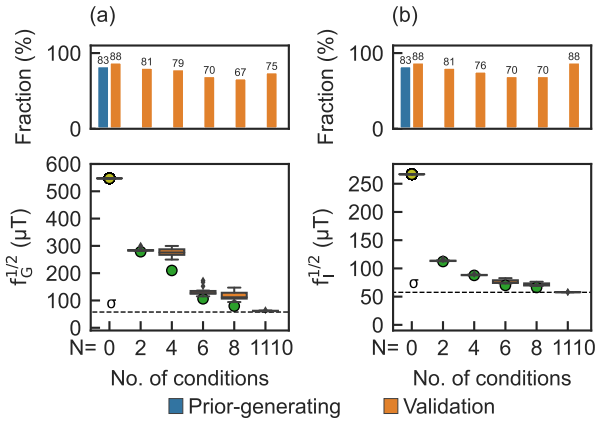 (a)
(b)
Fraction (%)
100
0
83 88 81 79 70 67 75
Fraction (%)
100
0
83 88 81 76 70 70 88
f_G^1/2 (μT)
600
500
400
300
200
100
0
σ
N= 0 2 4 6 8 1110
No. of conditions
f_I^1/2 (μT)
250
200
150
100
50
0
σ
N= 0 2 4 6 8 1110
No. of conditions
Prior-generating
Validation